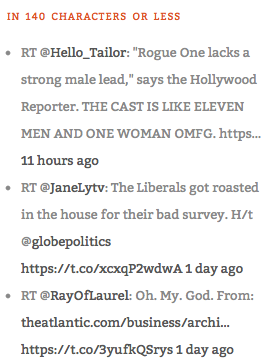 IN 140 CHARACTERS OR LESS
RT @Hello_Tailor: "Rogue One lacks a
strong male lead," says the Hollywood
Reporter. THE CAST IS LIKE ELEVEN
MEN AND ONE WOMAN OMFG. https...
11 hours ago
RT @JaneLytv: The Liberals got roasted
in the house for their bad survey. H/t
@globepolitics
https://t.co/xcxqP2wdwA 1 day ago
RT @RayOfLaurel: Oh. My. God. From:
theatlantic.com/business/archi...
https://t.co/3yufkQSrys 1 day ago